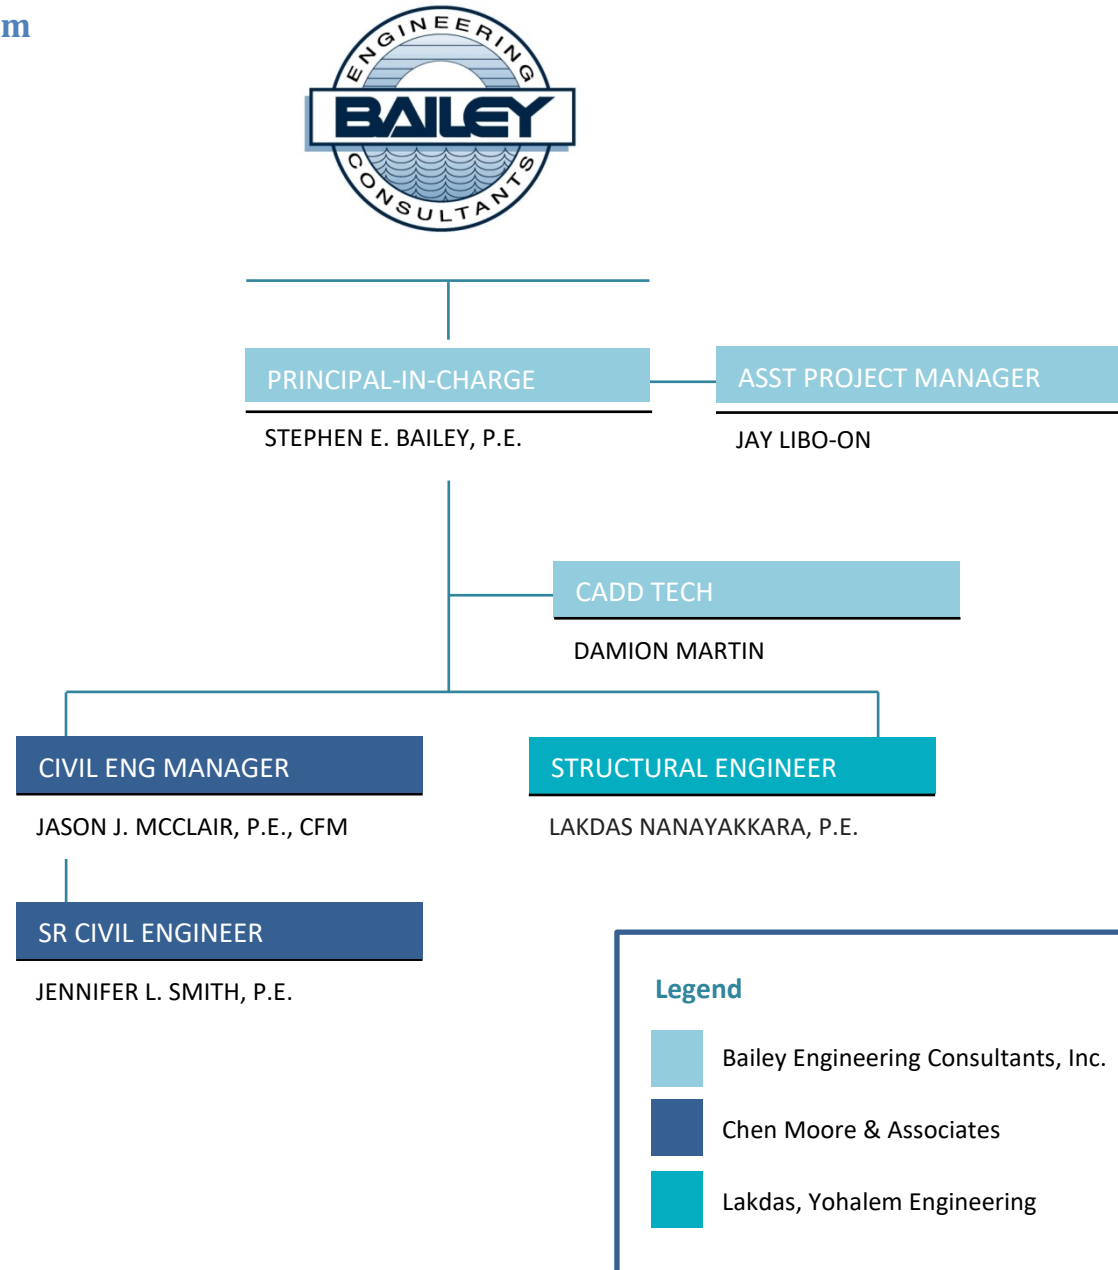 m
ENGINEERING
BAILEY
CONSULTANTS
PRINCIPAL-IN-CHARGE
ASST PROJECT MANAGER
STEPHEN E. BAILEY, P.E.
JAY LIBO-ON
CADD TECH
DAMION MARTIN
CIVIL ENG MANAGER
STRUCTURAL ENGINEER
JASON J. MCCLAIR, P.E., CFM
LAKDAS NANAYAKKARA, P.E.
SR CIVIL ENGINEER
JENNIFER L. SMITH, P.E.
Legend
Bailey Engineering Consultants, Inc.
Chen Moore & Associates
Lakdas, Yohalem Engineering